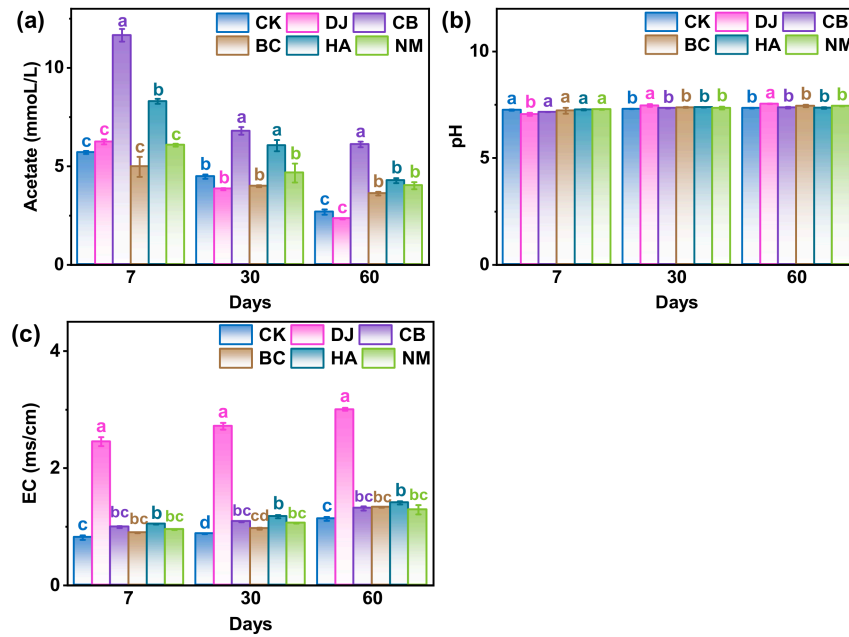 (a)
CK DJ CB
BC HA NM
Acetate (mmoL/L)
10
5
0
c c a c b c
b b a b a b
c c a b b b
7 30 60
Days
(b)
CK DJ CB
BC HA NM
pH
10
5
0
a b a a a a
b a b b b b
b a b b b b
7 30 60
Days
(c)
CK DJ CB
BC HA NM
EC (ms/cm)
4
2
0
c a bc bc b bc
d a bc cd b bc
c a bc bc b bc
7 30 60
Days